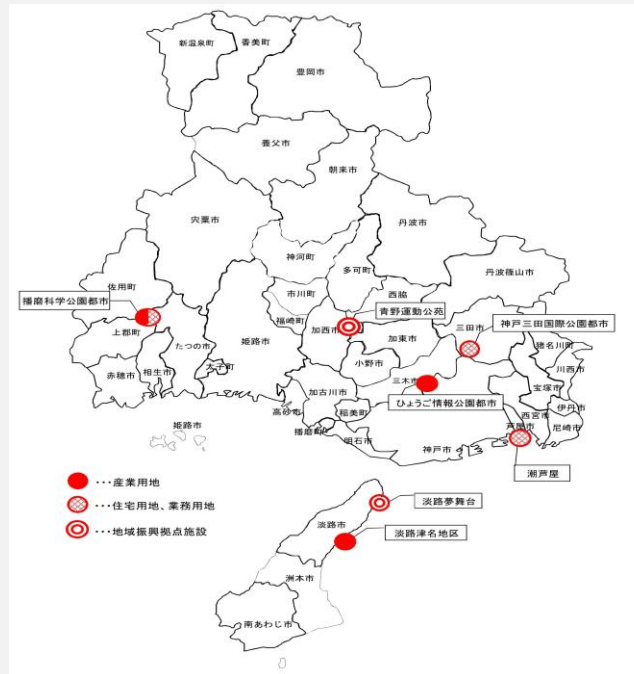 新温泉町
香美町
豊岡市
養父市
朝来市
宍粟市
丹波市
神河町
多可町
佐用町
西脇
丹波篠山市
播磨科学公園都市
市川町
青野運動公苑
上郡町
福崎町
加西市
加東市
三田市
神戸三田国際公園都市
たつの市
姫路市
猪名川町
小野市
川西市
赤穂市
相生市
太子町
三木市
宝塚市
加古川市
ひょうご情報公園都市
伊丹市
高砂市
稲美町
西宮市
姫路市
播磨町
芦屋市
尼崎市
明石市
神戸市
潮芦屋
●・・・産業用地
・・・住宅用地、業務用地
◎・・・地域振興拠点施設
淡路夢舞台
淡路市
淡路津名地区
洲本市
南あわじ市